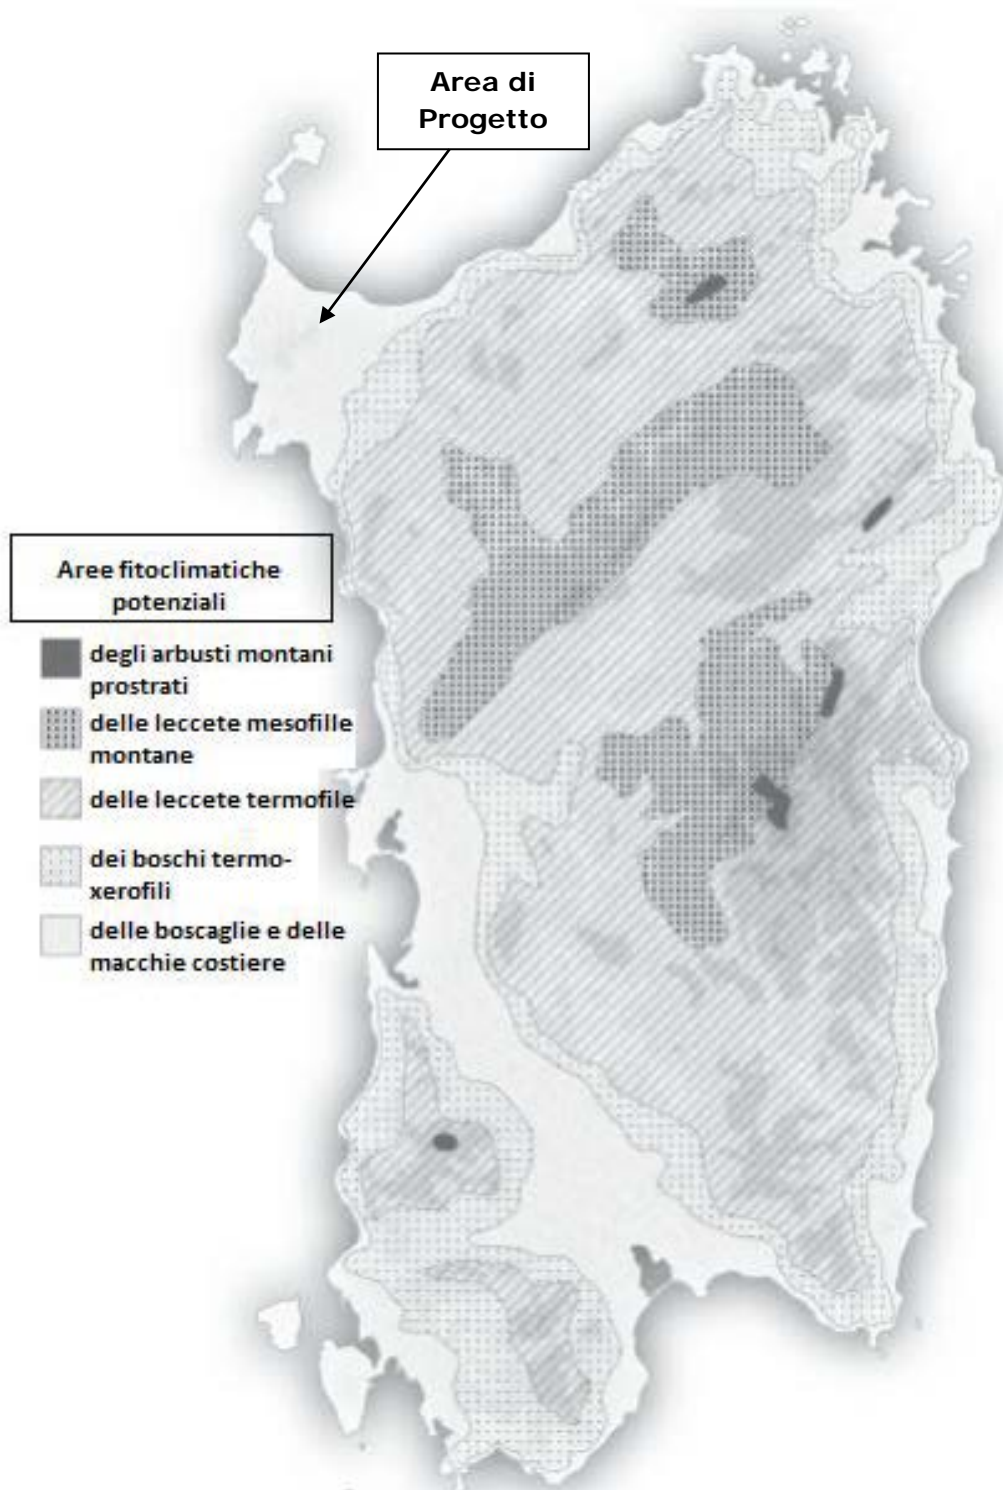 Area di
Progetto
Aree fitoclimatiche
potenziali
degli arbusti montani
prostrati
delle leccete mesofille
montane
delle leccete termofile
dei boschi termo-
xerofili
delle boscaglie e delle
macchie costiere